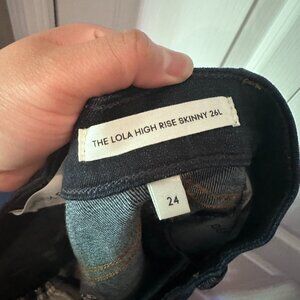 THE LOLA HIGH RISE SKINNY 26L
24